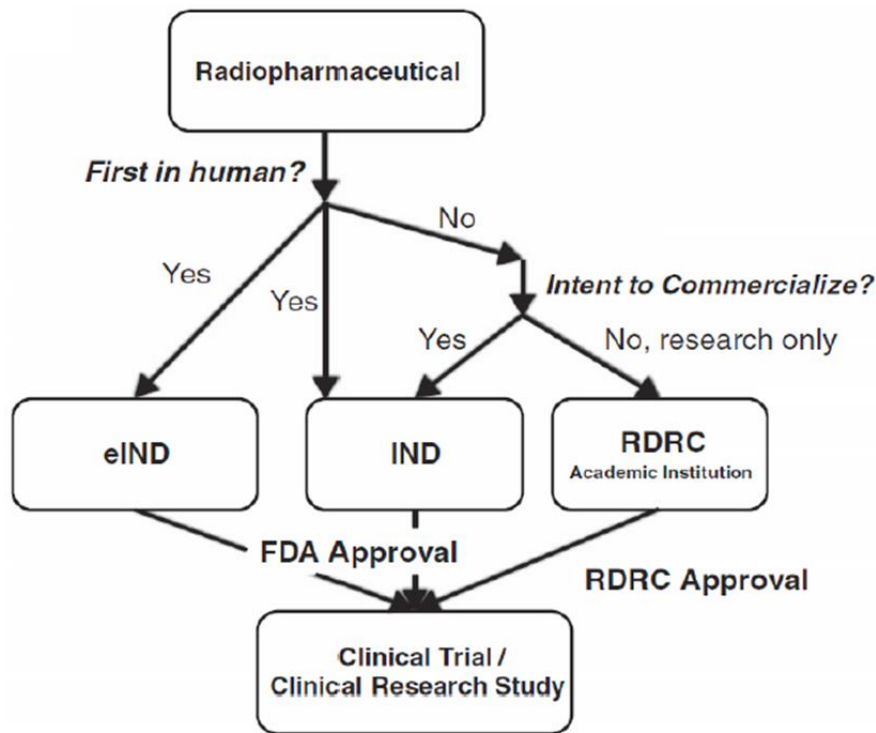 Radiopharmaceutical
First in human?
No
Yes
Yes
Intent to Commercialize?
Yes
No, research only
eIND
IND
RDRC
Academic Institution
FDA Approval
RDRC Approval
Clinical Trial /
Clinical Research Study